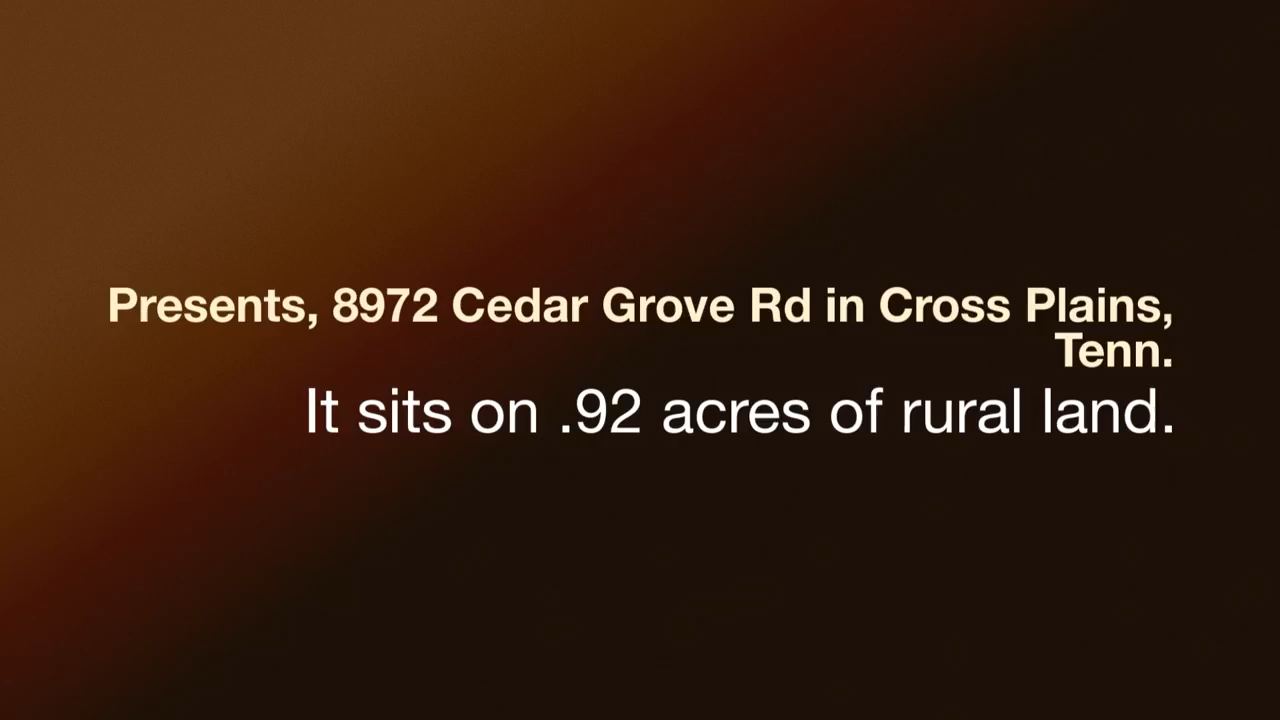 Presents, 8972 Cedar Grove Rd in Cross Plains,
Tenn.
It sits on .92 acres of rural land.